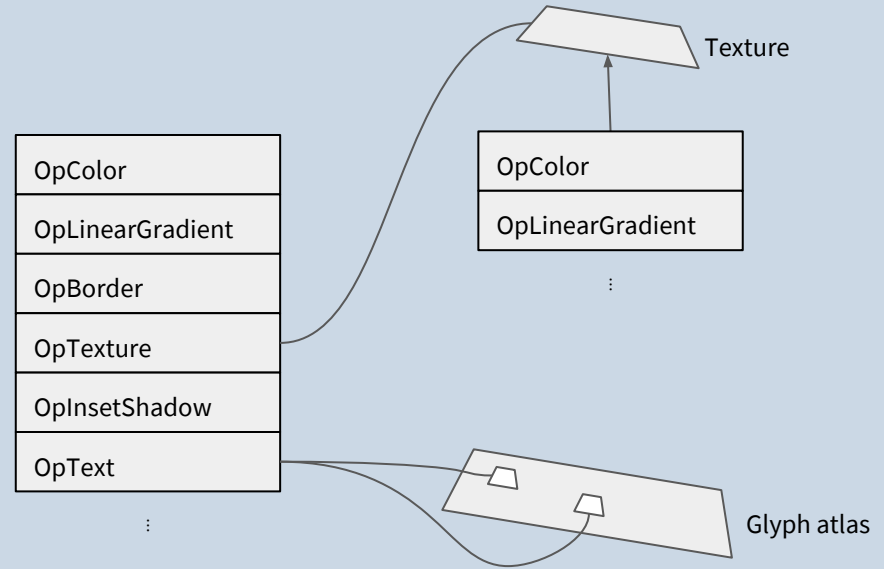 Texture
OpColor
OpLinearGradient
⋮
OpColor
OpLinearGradient
OpBorder
OpTexture
OpInsetShadow
OpText
⋮
Glyph atlas